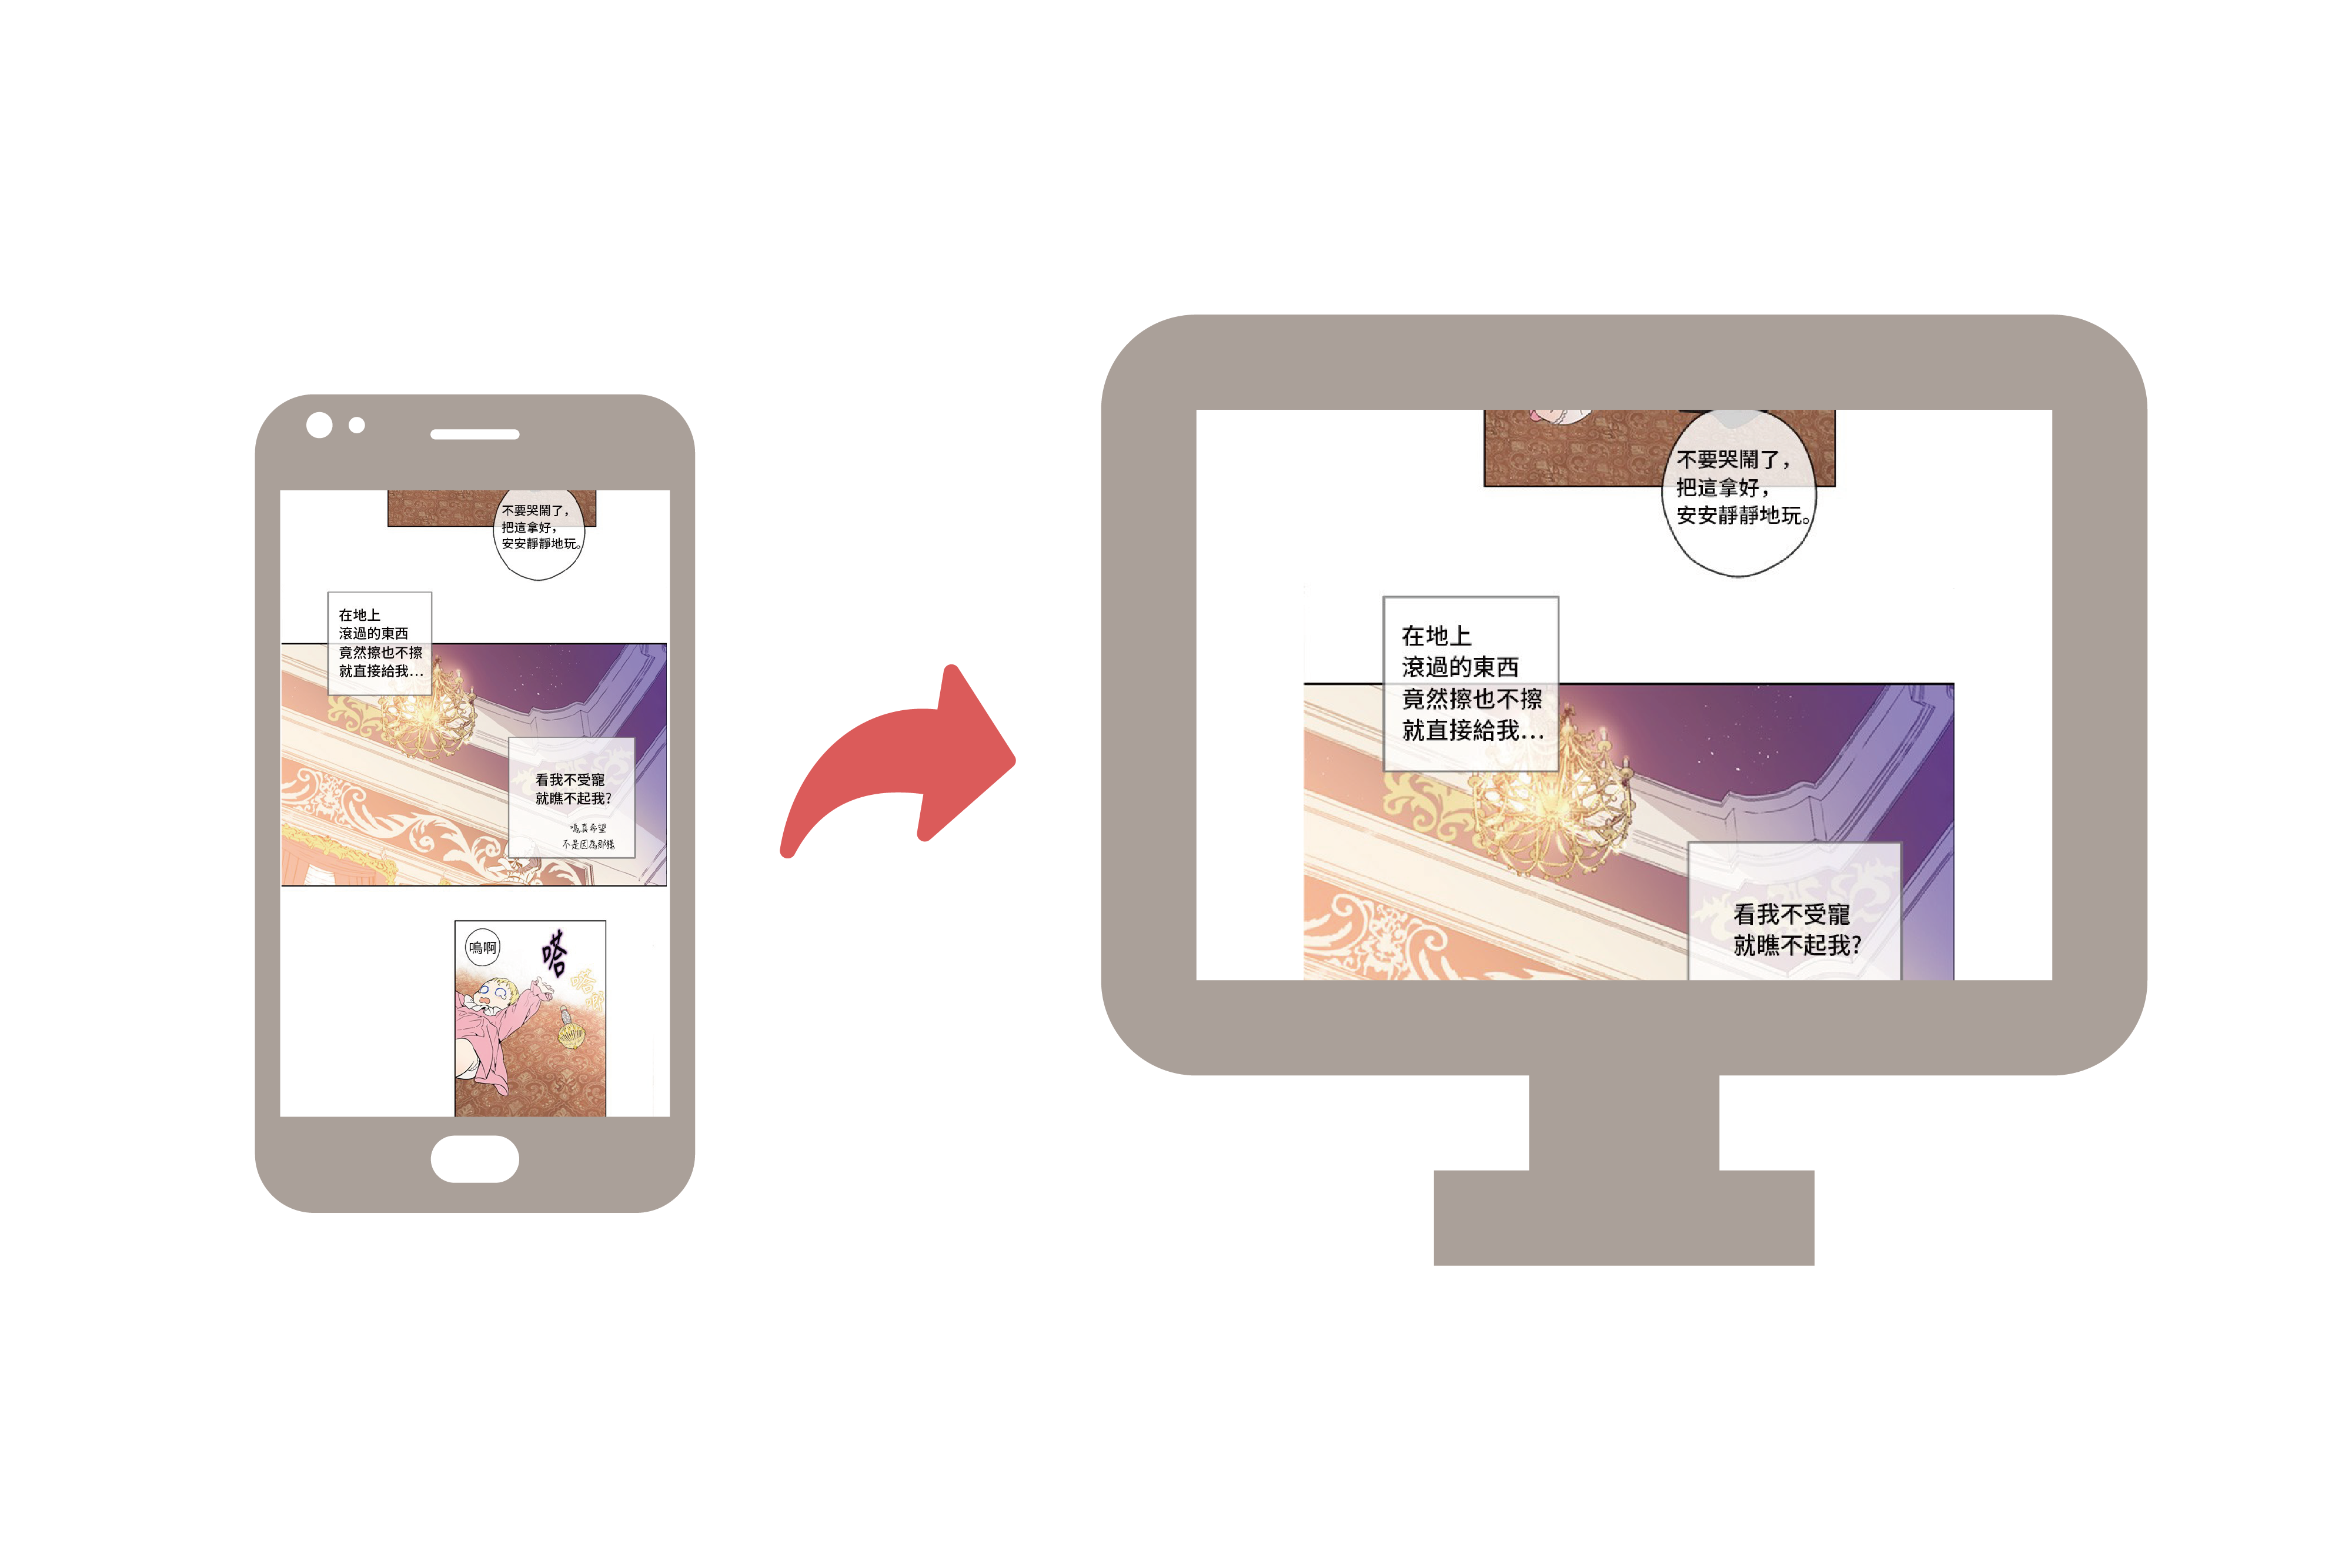 不要哭鬧了，
把這拿好，
安安靜靜地玩。
在地上
滾過的東西
竟然擦也不擦
就直接給我…
看我不受寵
就瞧不起我?
嗚真希望
不是因為那樣
嗚啊
嗒
嗒
嘟
不要哭鬧了，
把這拿好，
安安靜靜地玩。
在地上
滾過的東西
竟然擦也不擦
就直接給我…
看我不受寵
就瞧不起我?